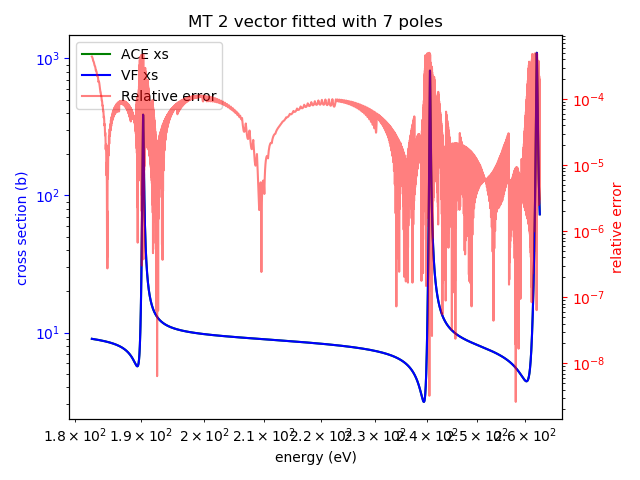 MT 2 vector fitted with 7 poles
ACE xs
VF xs
Relative error
cross section (b)
10³
10²
10¹
10⁻⁴
10⁻⁵
10⁻⁶
10⁻⁷
10⁻⁸
relative error
1.8 × 10² 1.9 × 10² 2 × 10² 2.1 × 10² 2.2 × 10² 2.3 × 10² 2.4 × 10² 2.5 × 10² 2.6 × 10²
energy (eV)